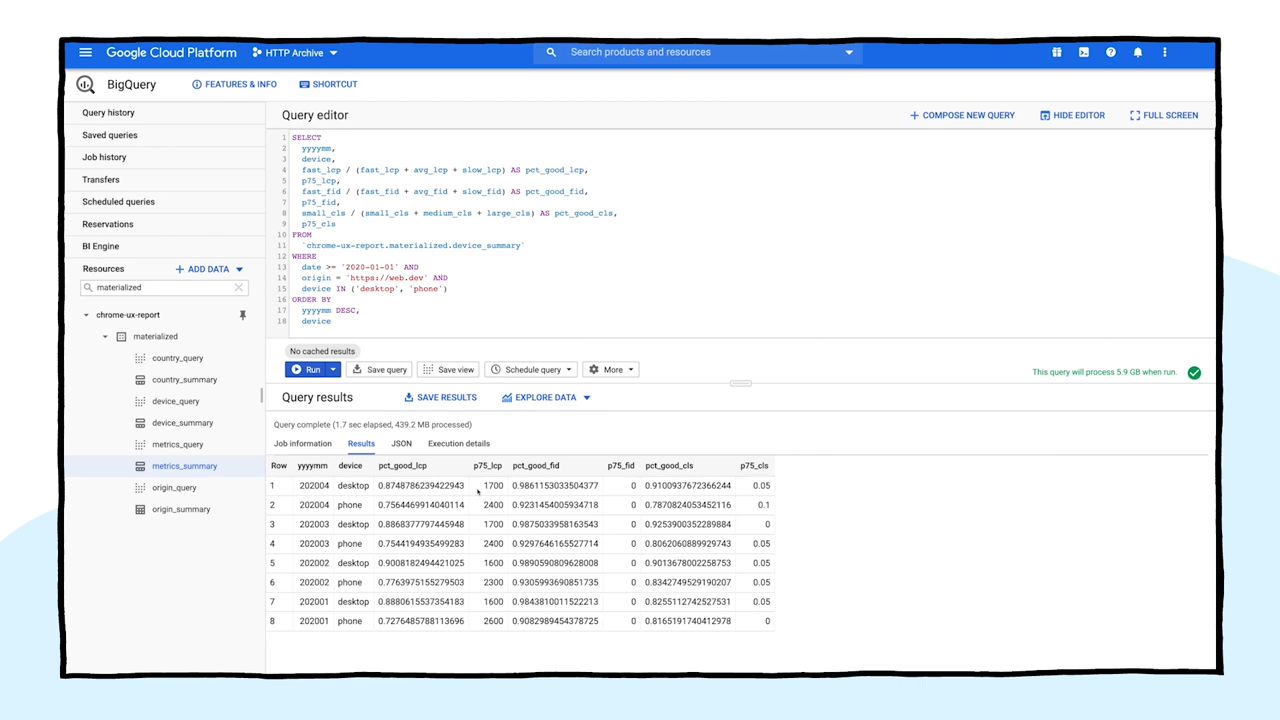 Google Cloud Platform HTTP Archive Search products and resources
BigQuery FEATURES & INFO SHORTCUT
Query history
Saved queries
Job history
Transfers
Scheduled queries
Reservations
BI Engine
Resources + ADD DATA
materialized
chrome-ux-report
materialized
country_query
country_summary
device_query
device_summary
metrics_query
metrics_summary
origin_query
origin_summary
Query editor + COMPOSE NEW QUERY HIDE EDITOR FULL SCREEN
1 SELECT
2 yyyymm,
3 device,
4 fast_lcp / (fast_lcp + avg_lcp + slow_lcp) AS pct_good_lcp,
5 p75_lcp,
6 fast_fid / (fast_fid + avg_fid + slow_fid) AS pct_good_fid,
7 p75_fid,
8 small_cls / (small_cls + medium_cls + large_cls) AS pct_good_cls,
9 p75_cls
10 FROM
11 `chrome-ux-report.materialized.device_summary`
12 WHERE
13 date >= '2020-01-01' AND
14 origin = 'https://web.dev' AND
15 device IN ('desktop', 'phone')
16 ORDER BY
17 yyyymm DESC,
18 device
No cached results
Run Save query Save view Schedule query More This query will process 5.9 GB when run.
Query results SAVE RESULTS EXPLORE DATA
Query complete (1.7 sec elapsed, 439.2 MB processed)
Job information Results JSON Execution details
Row yyyymm device pct_good_lcp p75_lcp pct_good_fid p75_fid pct_good_cls p75_cls
1 202004 desktop 0.8748786239422943 1700 0.9861153033504377 0 0.9100937672366244 0.05
2 202004 phone 0.7564469914040114 2400 0.9231454005934718 0 0.7870824053452116 0.1
3 202003 desktop 0.8868377797445948 1700 0.9875033958163543 0 0.9253900352289884 0
4 202003 phone 0.7544194935499283 2400 0.9297646165527714 0 0.8062060889929743 0.05
5 202002 desktop 0.9008182494421025 1600 0.9890590809628008 0 0.9013678002258753 0.05
6 202002 phone 0.7763975155279503 2300 0.9305993690851735 0 0.8342749529190207 0.05
7 202001 desktop 0.8880615537354183 1600 0.9843810011522213 0 0.8255112742527531 0.05
8 202001 phone 0.7276485788113696 2600 0.9082989454378725 0 0.8165191740412978 0